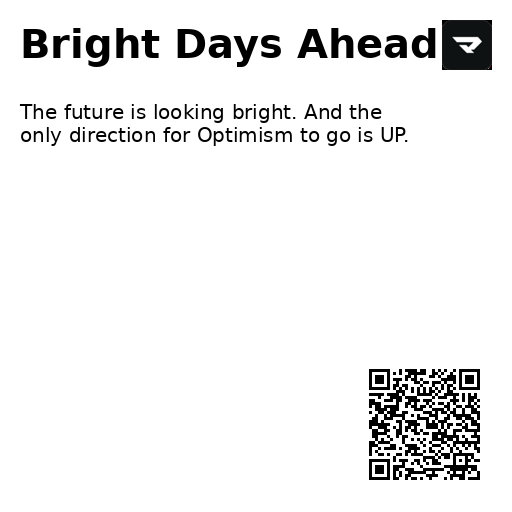 Bright Days Ahead
The future is looking bright. And the
only direction for Optimism to go is UP.